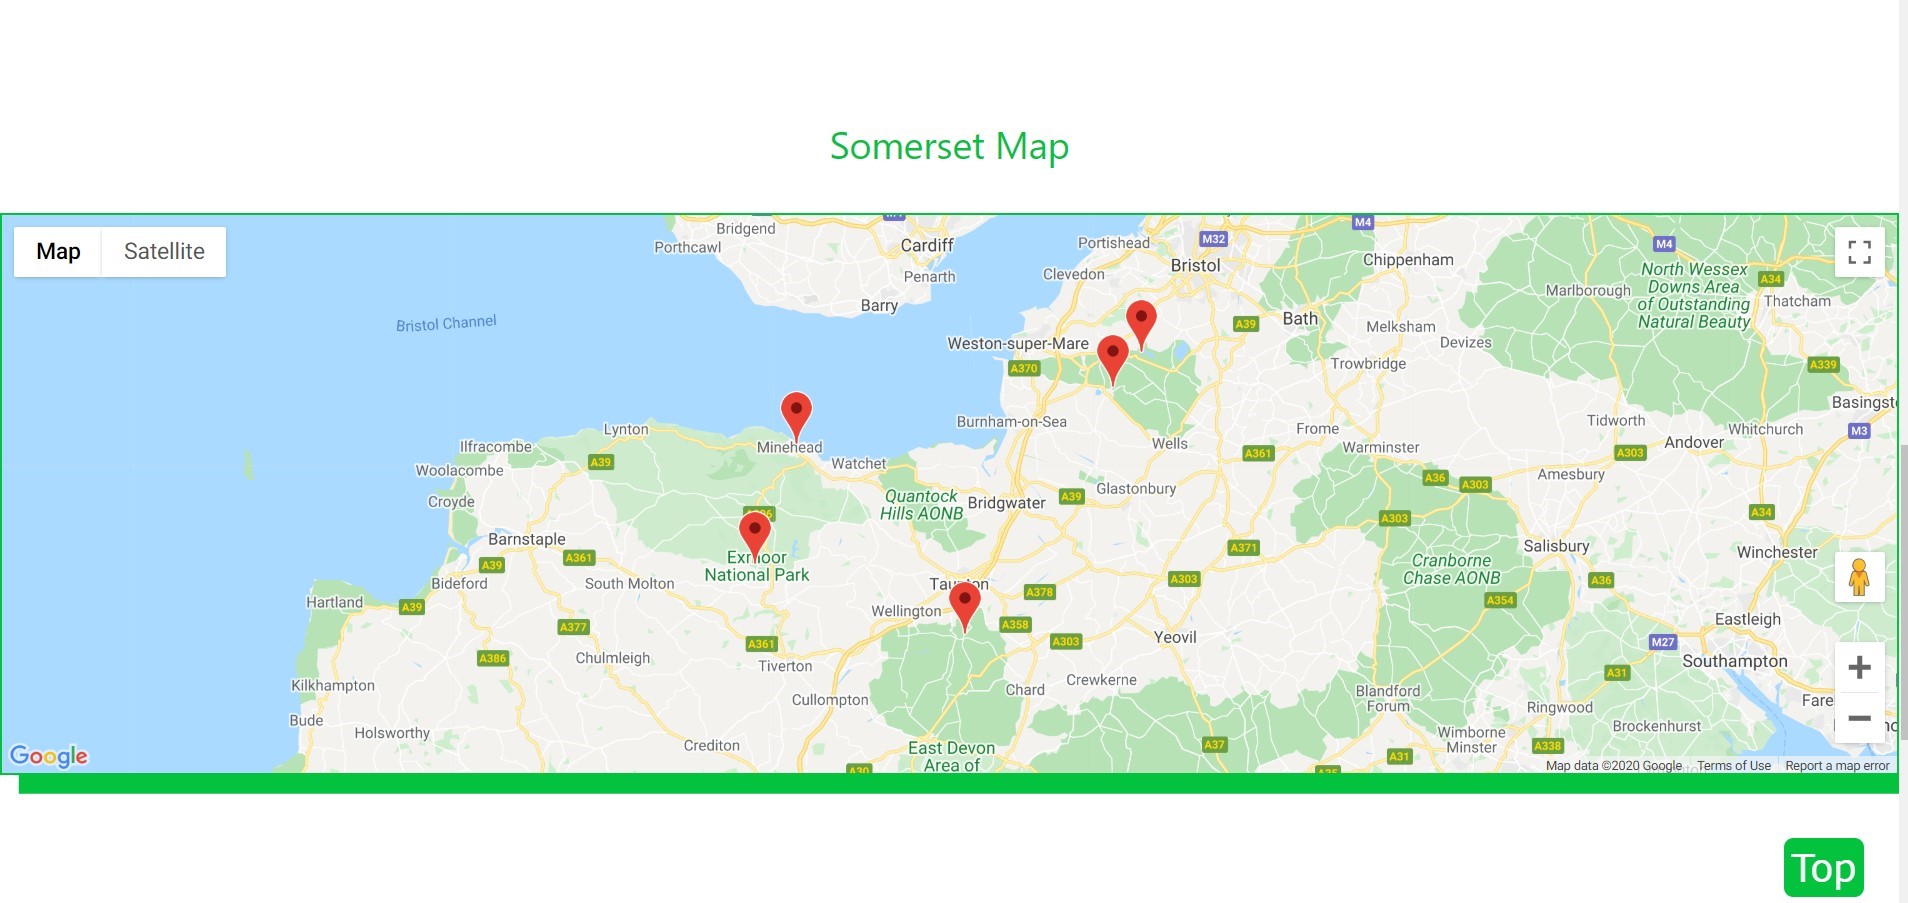 Somerset Map
Map
Satellite
Bridgend
Porthcawl
Cardiff
Penarth
Barry
Portishead
Clevedon
M32
Bristol
M4
Chippenham
M4
North Wessex
Downs Area
of Outstanding
Natural Beauty
A34
Marlborough
Thatcham
Bristol Channel
Weston-super-Mare
A370
A39
Bath
Melksham
Devizes
Trowbridge
A339
Lynton
Ilfracombe
Woolacombe
Croyde
A39
Minehead
Watchet
Burnham-on-Sea
Wells
A361
Frome
Warminster
Tidworth
Whitchurch
Andover
A303
M3
Quantock
Hills AONB
Bridgwater
A39
Glastonbury
A36
A303
Amesbury
A34
A303
Barnstaple
A39
A361
Bideford
South Molton
Exmoor
National Park
A371
Cranborne
Chase AONB
Salisbury
Winchester
Hartland
A39
A377
Taunton
Wellington
A378
A358
A303
A303
Yeovil
A354
A36
Eastleigh
A386
Chulmleigh
A361
Tiverton
M27
Southampton
A31
Kilkhampton
Cullompton
Chard
Crewkerne
Blandford
Forum
Ringwood
Bude
Holsworthy
Crediton
East Devon
Area of
A30
A37
A31
Wimborne
Minster
A338
Brockenhurst
A35
Google
Map data ©2020 Google
Terms of Use
Report a map error
Top